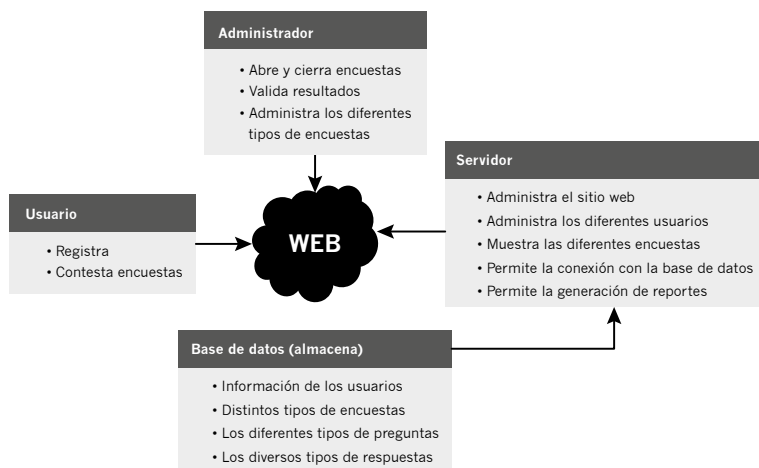 Administrador
• Abre y cierra encuestas
• Valida resultados
• Administra los diferentes
tipos de encuestas
Servidor
• Administra el sitio web
• Administra los diferentes usuarios
• Muestra las diferentes encuestas
• Permite la conexión con la base de datos
• Permite la generación de reportes
Usuario
• Registra
• Contesta encuestas
WEB
Base de datos (almacena)
• Información de los usuarios
• Distintos tipos de encuestas
• Los diferentes tipos de preguntas
• Los diversos tipos de respuestas